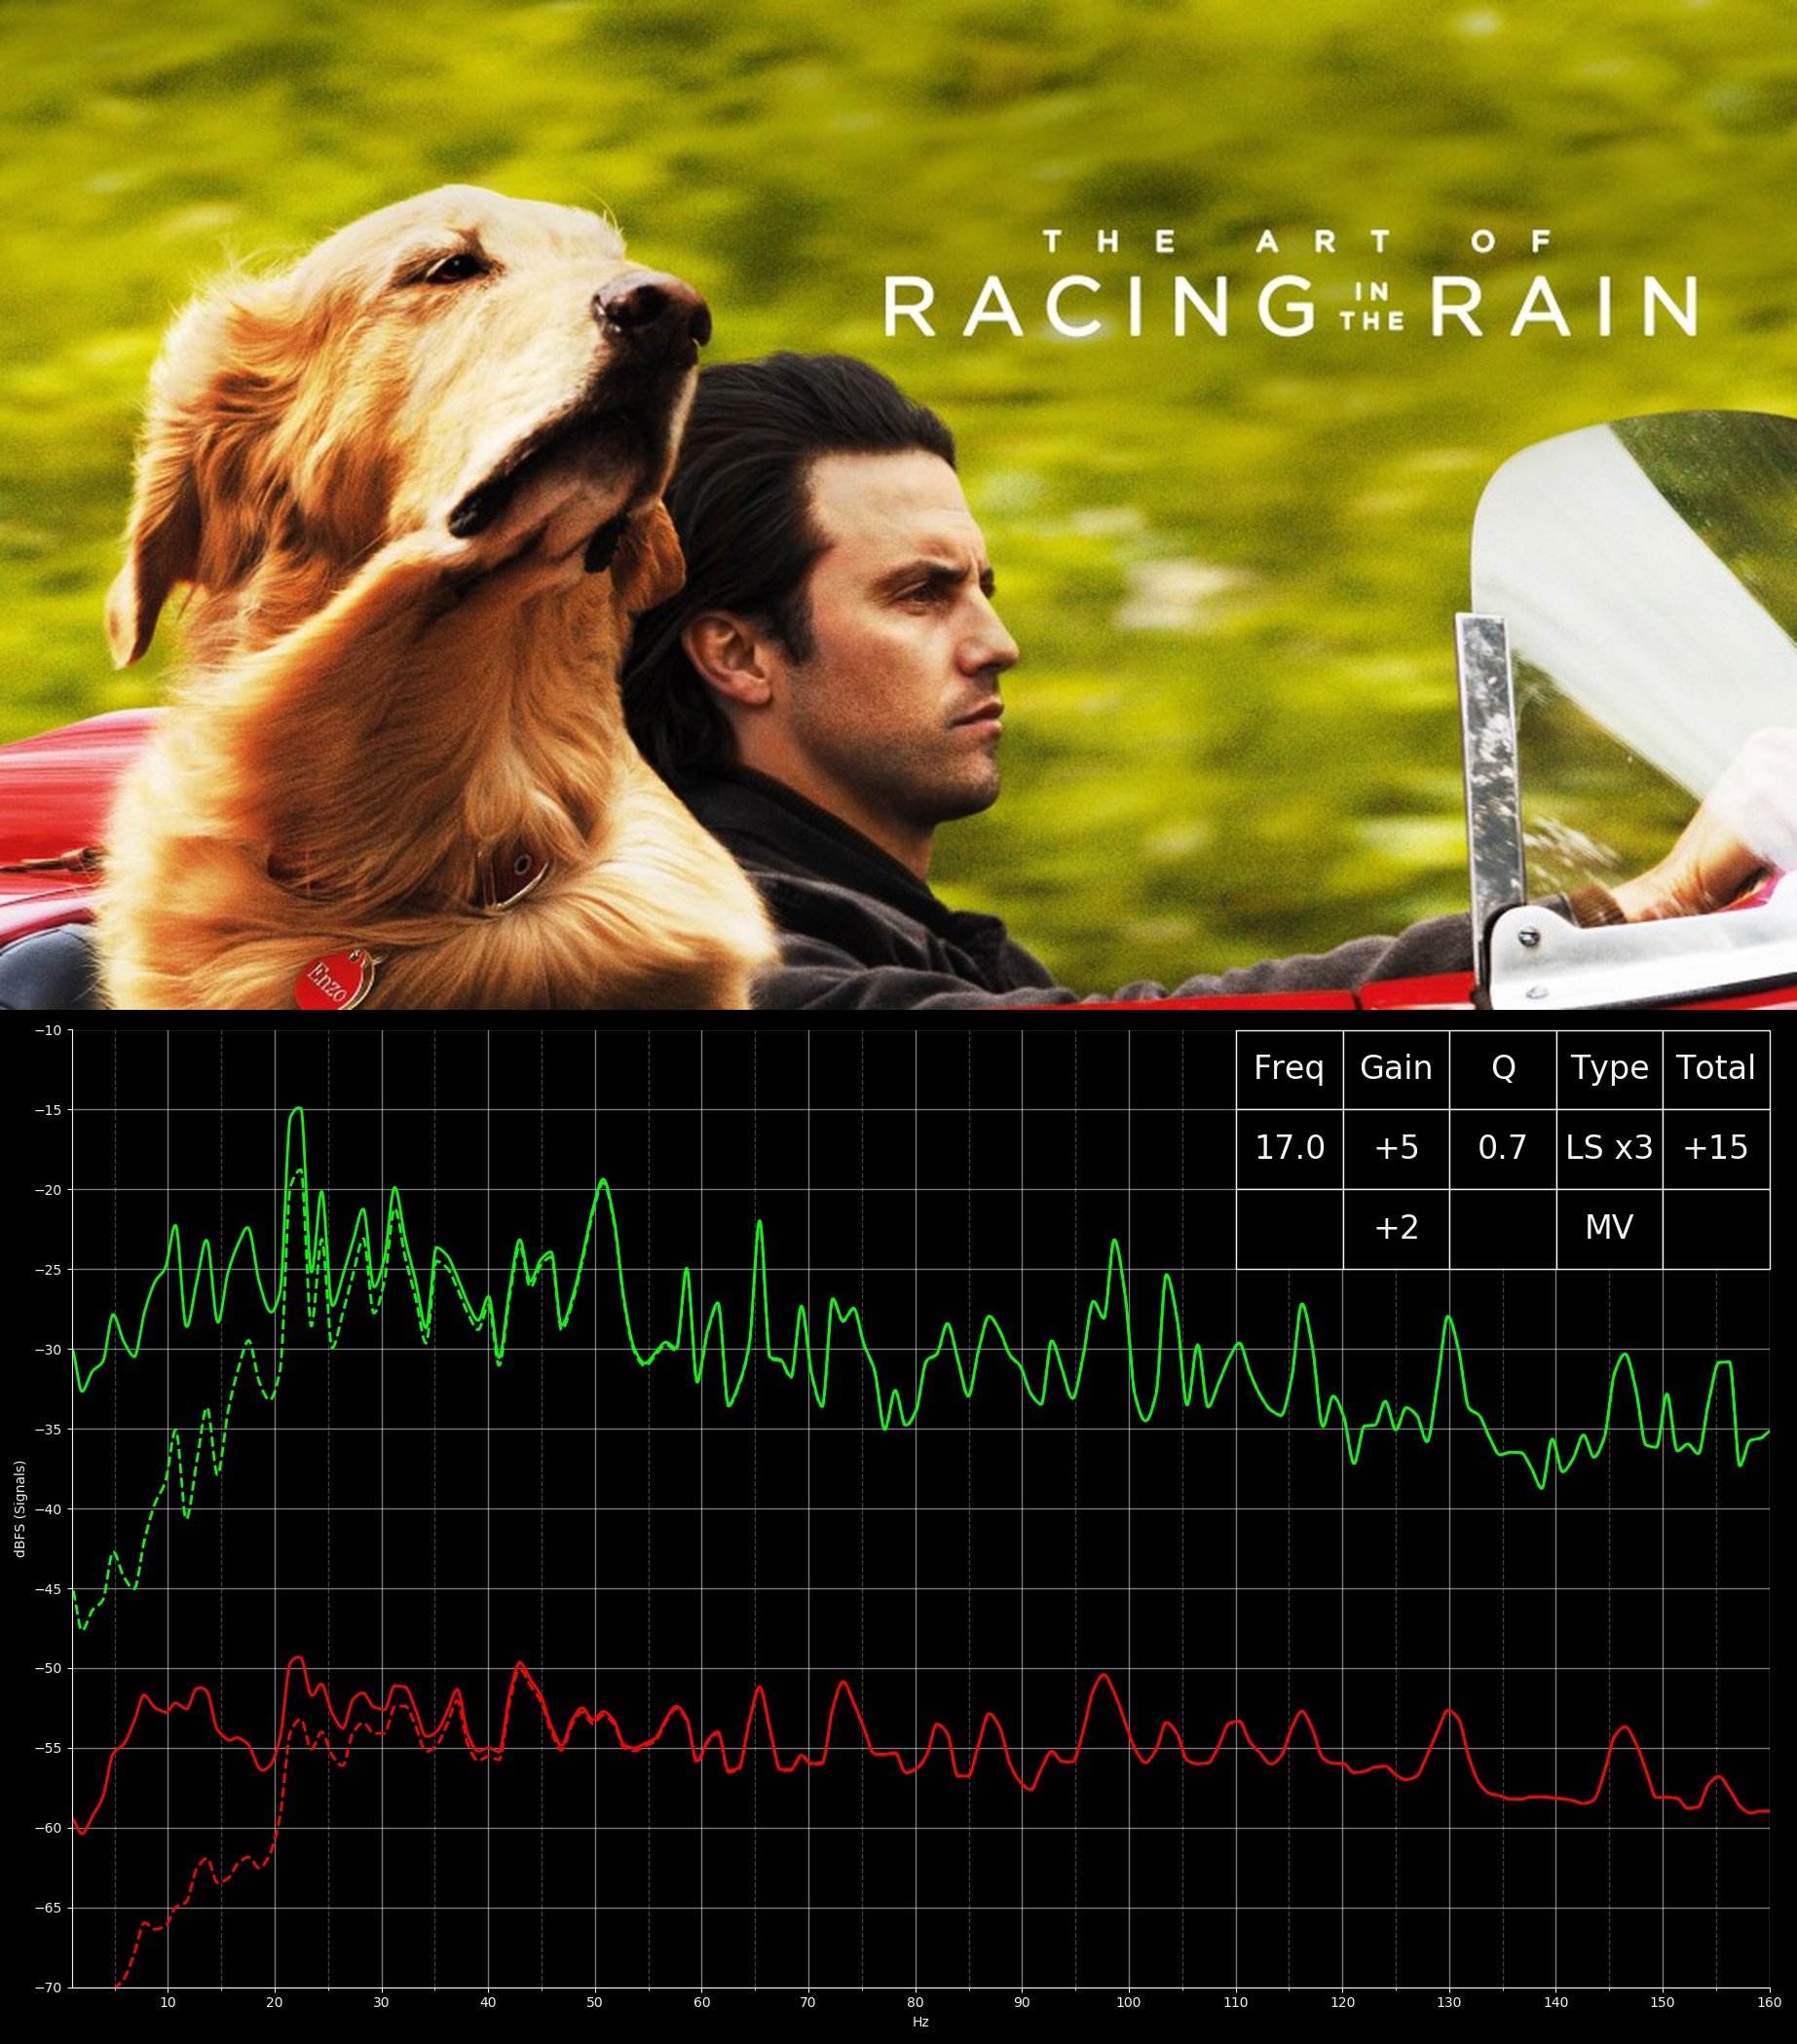 THE ART OF
RACING IN THE RAIN
Enzo
Freq Gain Q Type Total
17.0 +5 0.7 LS x3 +15
+2 MV
−10
−15
−20
−25
−30
−35
−40
−45
−50
−55
−60
−65
−70
dBFS (Signals)
10 20 30 40 50 60 70 80 90 100 110 120 130 140 150 160
Hz